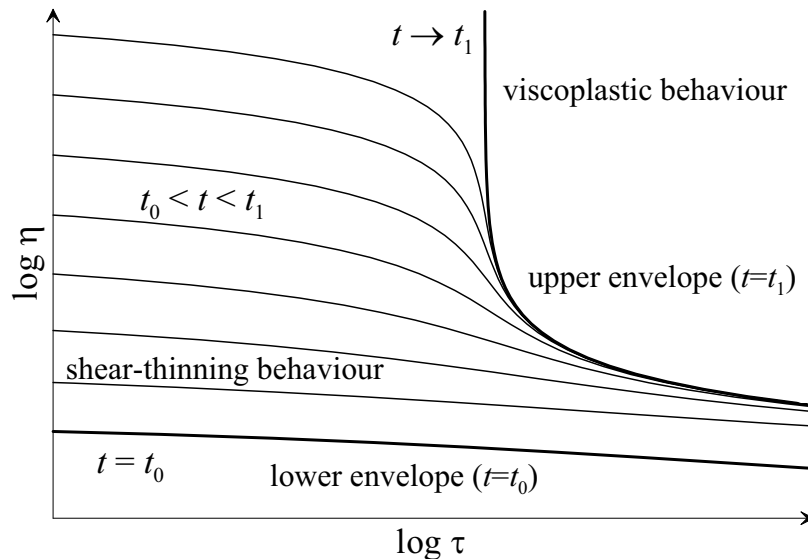 t → t₁
viscoplastic behaviour
t₀ < t < t₁
upper envelope (t=t₁)
shear-thinning behaviour
t = t₀
lower envelope (t=t₀)
log η
log τ